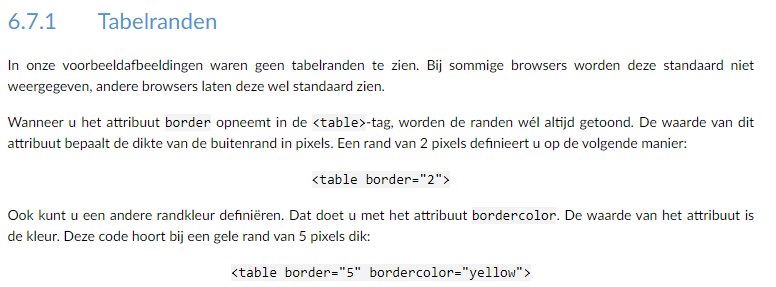 6.7.1 Tabelranden
In onze voorbeeldafbeeldingen waren geen tabelranden te zien. Bij sommige browsers worden deze standaard niet
weergegeven, andere browsers laten deze wel standaard zien.
Wanneer u het attribuut border opneemt in de <table>-tag, worden de randen wél altijd getoond. De waarde van dit
attribuut bepaalt de dikte van de buitenrand in pixels. Een rand van 2 pixels definieert u op de volgende manier:
<table border="2">
Ook kunt u een andere randkleur definiëren. Dat doet u met het attribuut bordercolor. De waarde van het attribuut is
de kleur. Deze code hoort bij een gele rand van 5 pixels dik:
<table border="5" bordercolor="yellow">